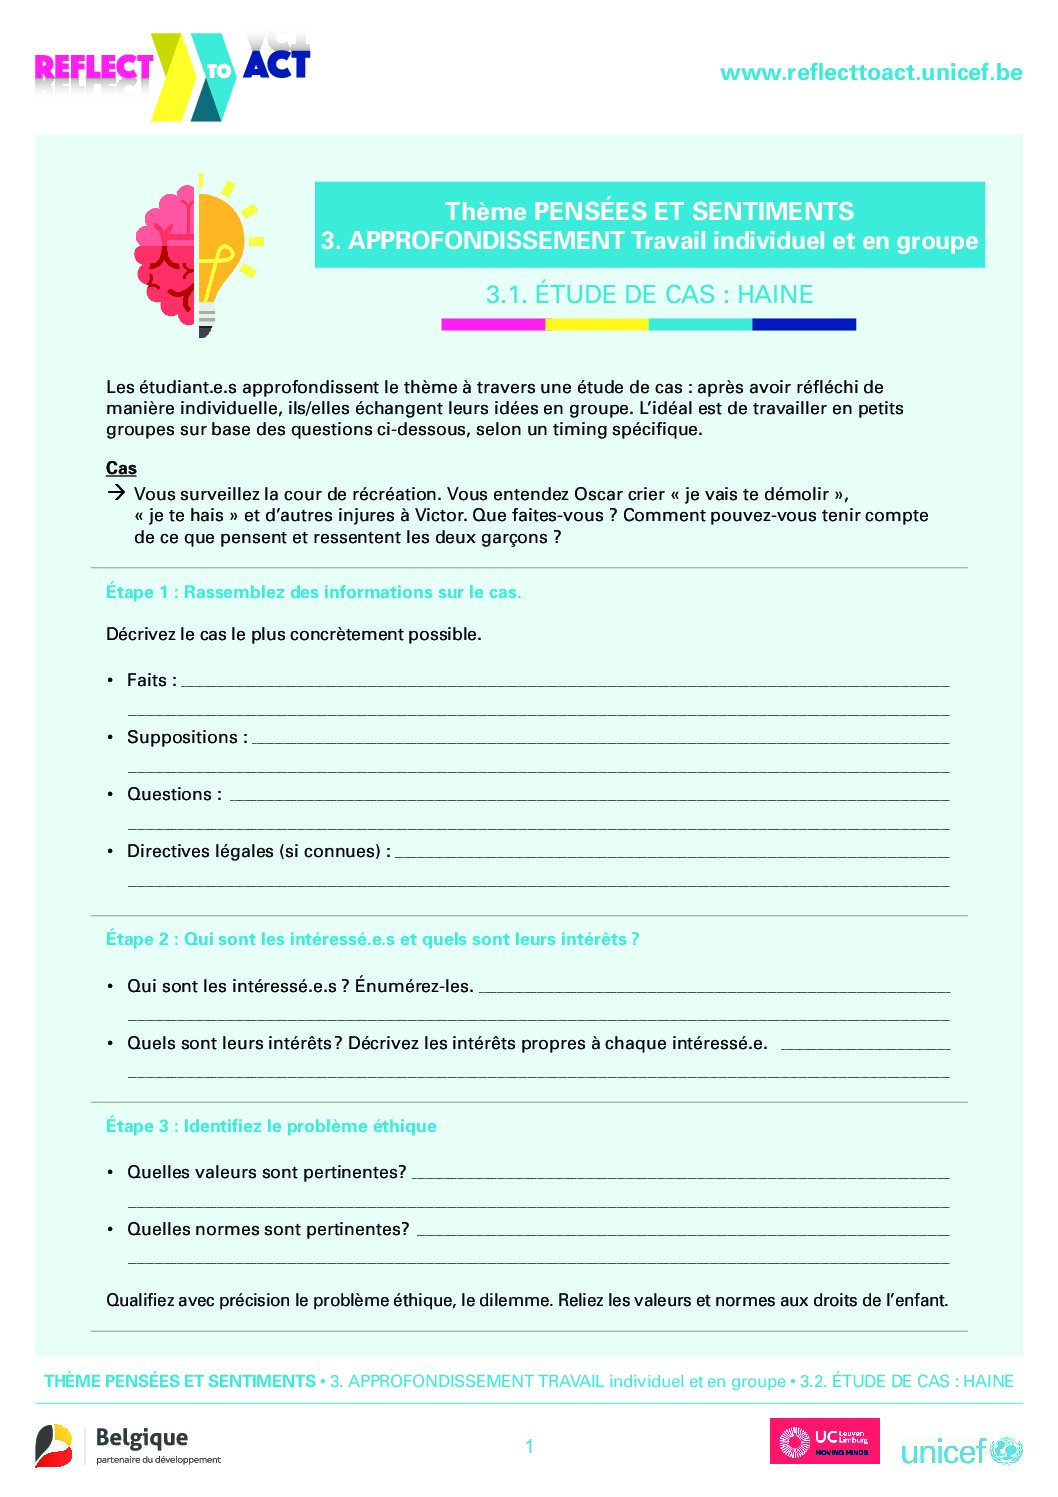 REFLECT TO ACT
www.reflecttoact.unicef.be
Thème PENSÉES ET SENTIMENTS
3. APPROFONDISSEMENT Travail individuel et en groupe
3.1. ÉTUDE DE CAS : HAINE
Les étudiant.e.s approfondissent le thème à travers une étude de cas : après avoir réfléchi de
manière individuelle, ils/elles échangent leurs idées en groupe. L’idéal est de travailler en petits
groupes sur base des questions ci-dessous, selon un timing spécifique.
Cas
→ Vous surveillez la cour de récréation. Vous entendez Oscar crier « je vais te démolir »,
« je te hais » et d’autres injures à Victor. Que faites-vous ? Comment pouvez-vous tenir compte
de ce que pensent et ressentent les deux garçons ?
Étape 1 : Rassemblez des informations sur le cas.
Décrivez le cas le plus concrètement possible.
• Faits :
• Suppositions :
• Questions :
• Directives légales (si connues) :
Étape 2 : Qui sont les intéressé.e.s et quels sont leurs intérêts ?
• Qui sont les intéressé.e.s ? Énumérez-les.
• Quels sont leurs intérêts ? Décrivez les intérêts propres à chaque intéressé.e.
Étape 3 : Identifiez le problème éthique
• Quelles valeurs sont pertinentes?
• Quelles normes sont pertinentes?
Qualifiez avec précision le problème éthique, le dilemme. Reliez les valeurs et normes aux droits de l’enfant.
THÈME PENSÉES ET SENTIMENTS • 3. APPROFONDISSEMENT TRAVAIL individuel et en groupe • 3.2. ÉTUDE DE CAS : HAINE
Belgique
partenaire du développement
1
UC Leuven
Limburg
MOVING MINDS
unicef